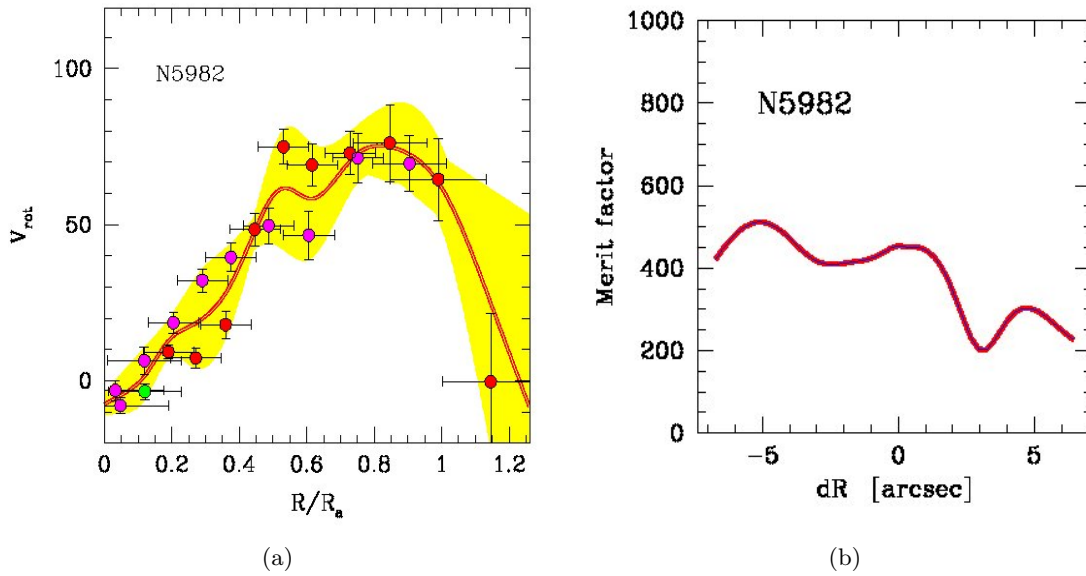 100
N5982
50
0
V_rot
0 0.2 0.4 0.6 0.8 1 1.2
R/R_a
(a)
1000
800
600
400
200
0
N5982
Merit factor
-5 0 5
dR [arcsec]
(b)